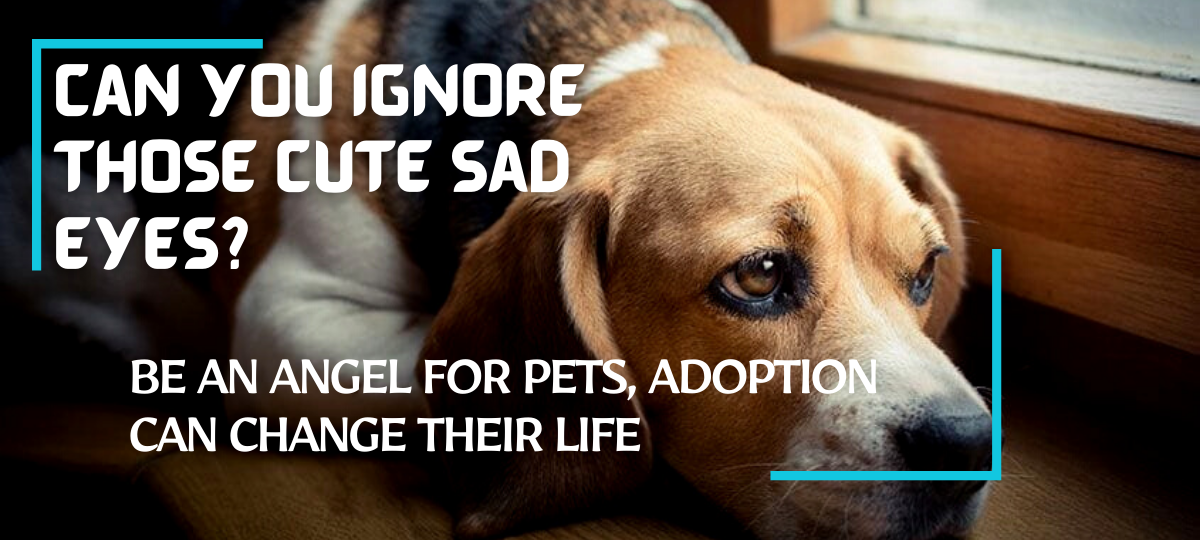 CAN YOU IGNORE
THOSE CUTE SAD
EYES?
BE AN ANGEL FOR PETS, ADOPTION
CAN CHANGE THEIR LIFE